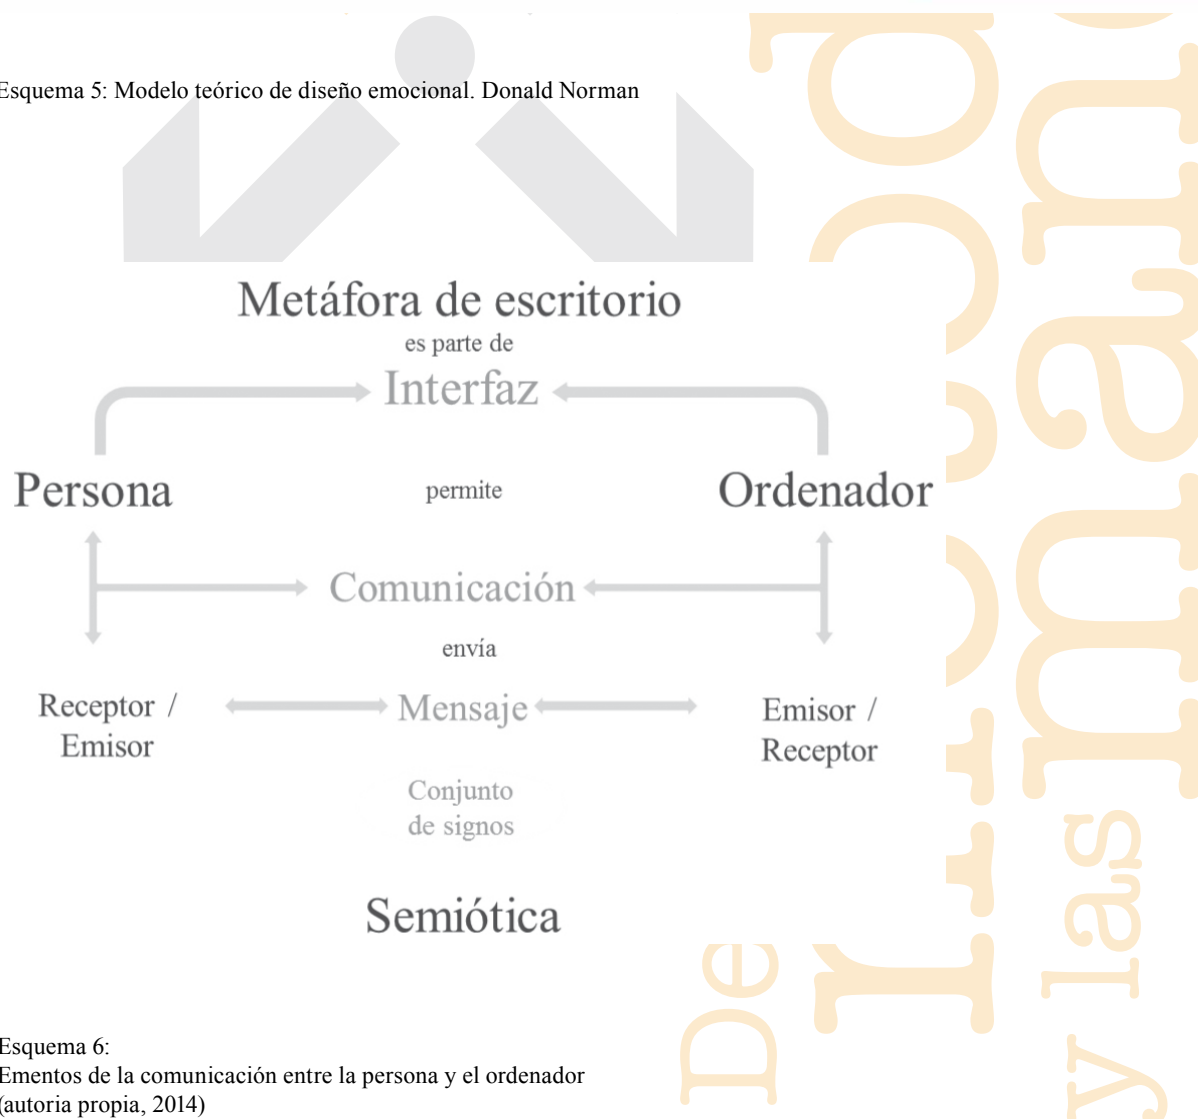 Esquema 5: Modelo teórico de diseño emocional. Donald Norman
Metáfora de escritorio
es parte de
Interfaz
Persona
permite
Ordenador
Comunicación
envía
Receptor /
Emisor
Mensaje
Emisor /
Receptor
Conjunto
de signos
Semiótica
Esquema 6:
Ementos de la comunicación entre la persona y el ordenador
(autoria propia, 2014)
De
y las